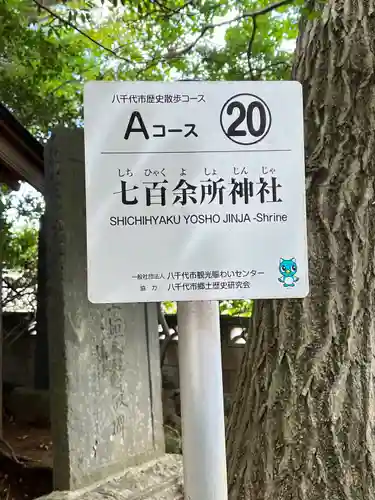 八千代市歴史散歩コース
Aコース 20
しち ひゃく よ しょ じん じゃ
七百余所神社
SHICHIHYAKU YOSHO JINJA -Shrine
一般社団法人 八千代市観光賑わいセンター
協力 八千代市郷土歴史研究会